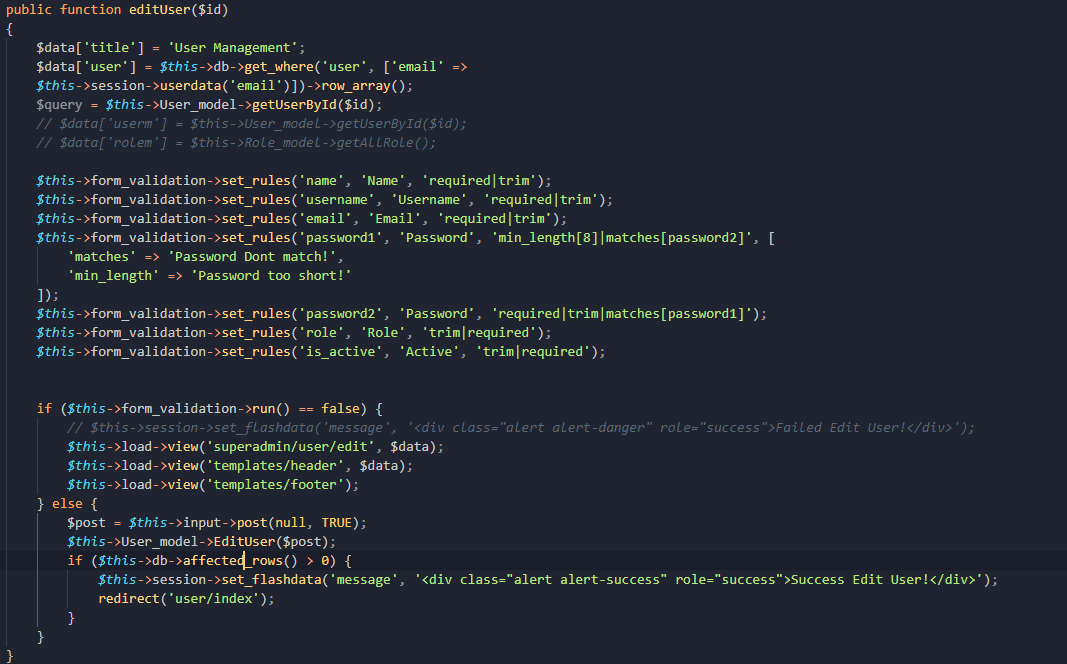 public function editUser($id)
{
    $data['title'] = 'User Management';
    $data['user'] = $this->db->get_where('user', ['email' =>
    $this->session->userdata('email')])->row_array();
    $query = $this->User_model->getUserById($id);
    // $data['userm'] = $this->User_model->getUserById($id);
    // $data['rolem'] = $this->Role_model->getAllRole();
    $this->form_validation->set_rules('name', 'Name', 'required|trim');
    $this->form_validation->set_rules('username', 'Username', 'required|trim');
    $this->form_validation->set_rules('email', 'Email', 'required|trim');
    $this->form_validation->set_rules('password1', 'Password', 'min_length[8]|matches[password2]', [
        'matches' => 'Password Dont match!',
        'min_length' => 'Password too short!'
    ]);
    $this->form_validation->set_rules('password2', 'Password', 'required|trim|matches[password1]');
    $this->form_validation->set_rules('role', 'Role', 'trim|required');
    $this->form_validation->set_rules('is_active', 'Active', 'trim|required');
    if ($this->form_validation->run() == false) {
        // $this->session->set_flashdata('message', '<div class="alert alert-danger" role="success">Failed Edit User!</div>');
        $this->load->view('superadmin/user/edit', $data);
        $this->load->view('templates/header', $data);
        $this->load->view('templates/footer');
    } else {
        $post = $this->input->post(null, TRUE);
        $this->User_model->EditUser($post);
        if ($this->db->affected_rows() > 0) {
            $this->session->set_flashdata('message', '<div class="alert alert-success" role="success">Success Edit User!</div>');
            redirect('user/index');
        }
    }
}